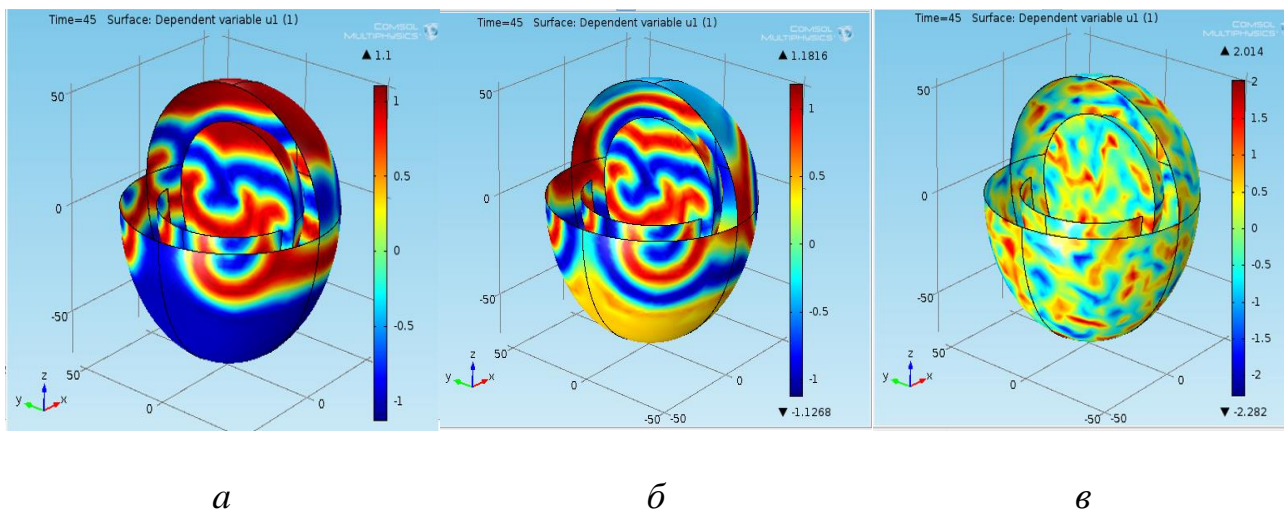 Time=45 Surface: Dependent variable u1 (1)
COMSOL
MULTIPHYSICS
▲ 1.1
50
0
-50
50
0
0
1
0.5
0
-0.5
-1
z
y
x
Time=45 Surface: Dependent variable u1 (1)
COMSOL
MULTIPHYSICS
▲ 1.1816
50
0
-50
50
0
0
-50 -50
1
0.5
0
-0.5
-1
▼ -1.1268
z
y
x
Time=45 Surface: Dependent variable u1 (1)
COMSOL
MULTIPHYSICS
▲ 2.014
50
0
-50
50
0
0
-50 -50
2
1.5
1
0.5
0
-0.5
-1
-1.5
-2
▼ -2.282
z
y
x
а
б
в